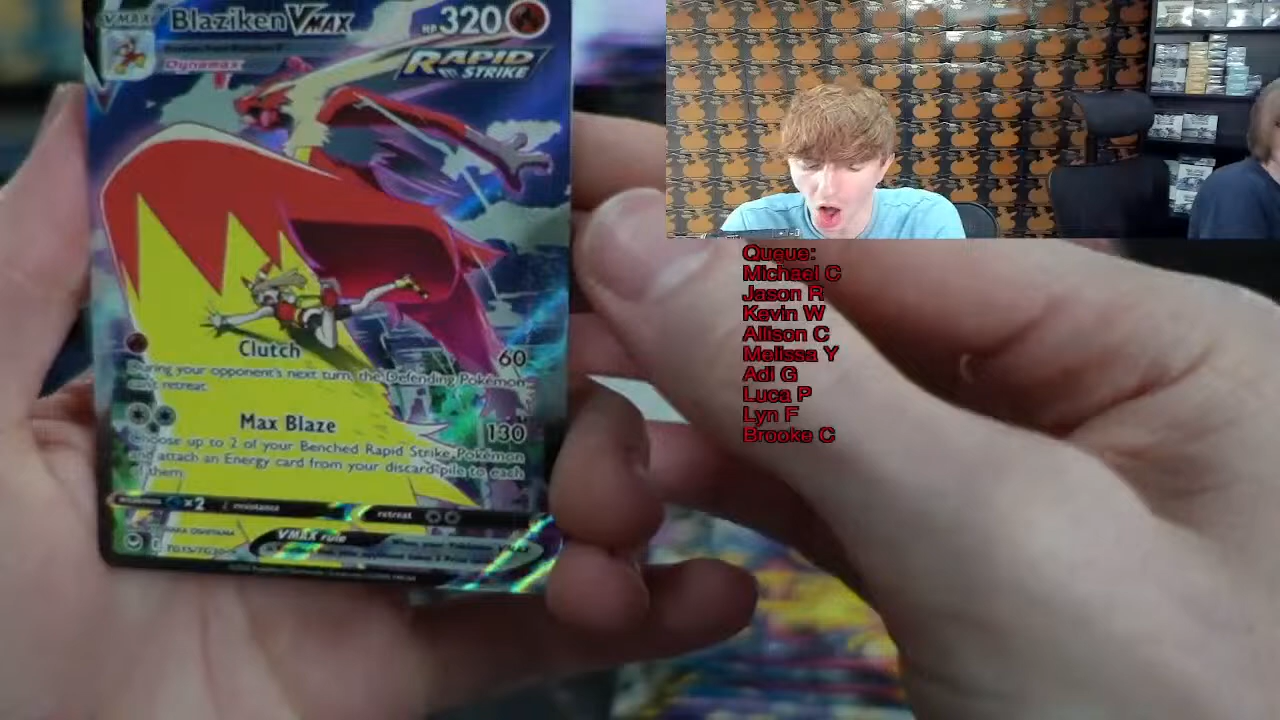 VMAX BlazikenVMAX HP320
Dynamax
RAPID
STRIKE
Clutch 60
During your opponent's next turn, the Defending Pokémon
can't retreat.
Max Blaze 130
Choose up to 2 of your Benched Rapid Strike Pokémon
and attach an Energy card from your discard pile to each
of them.
×2 resistance retreat
VMAX rule
TG15/TG30
Queue:
Michael C
Jason R
Kevin W
Allison C
Melissa Y
Adi G
Luca P
Lyn F
Brooke C